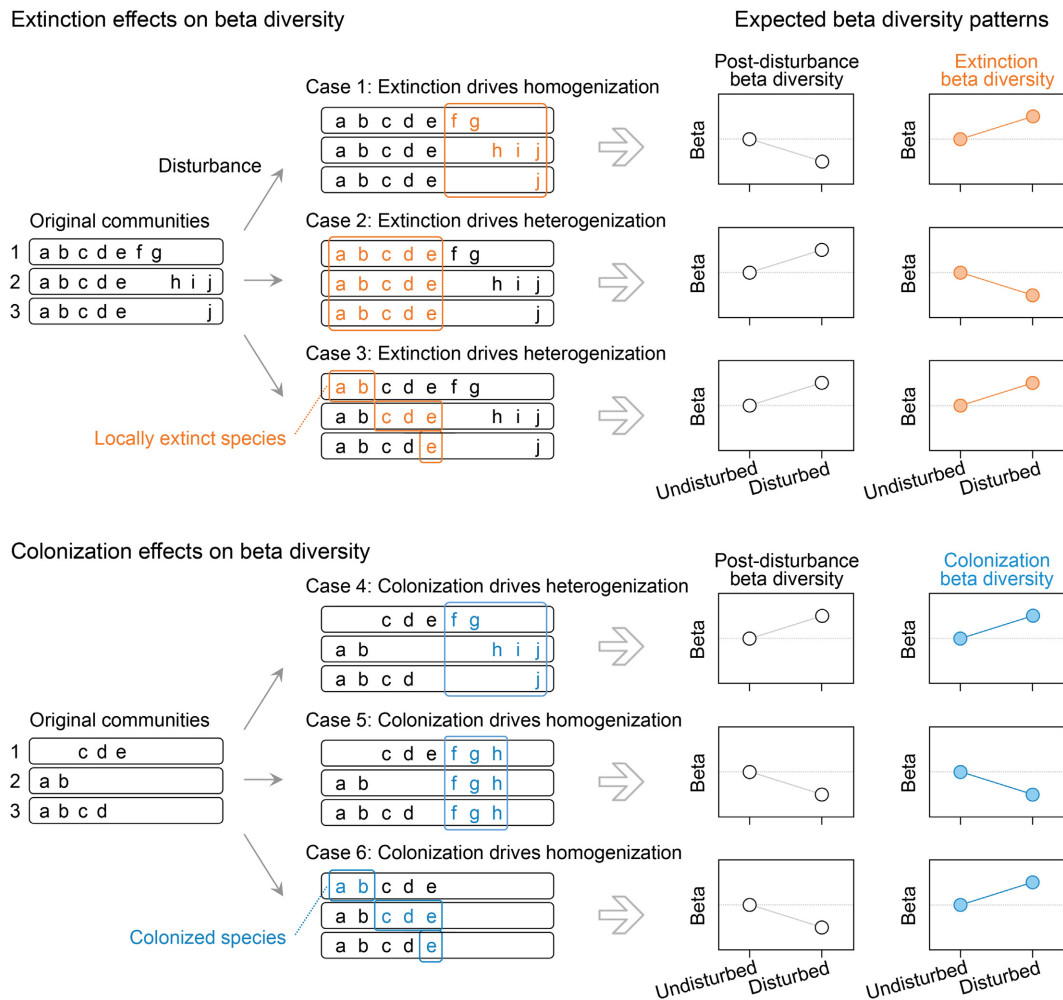 Extinction effects on beta diversity
Expected beta diversity patterns
Post-disturbance
beta diversity
Extinction
beta diversity
Case 1: Extinction drives homogenization
a b c d e f g
a b c d e h i j
a b c d e j
Beta
Beta
Disturbance
Original communities
1 a b c d e f g
2 a b c d e h i j
3 a b c d e j
Case 2: Extinction drives heterogenization
a b c d e f g
a b c d e h i j
a b c d e j
Beta
Beta
Case 3: Extinction drives heterogenization
a b c d e f g
a b c d e h i j
a b c d e j
Locally extinct species
Beta
Beta
Undisturbed
Disturbed
Undisturbed
Disturbed
Colonization effects on beta diversity
Post-disturbance
beta diversity
Colonization
beta diversity
Case 4: Colonization drives heterogenization
c d e f g
a b h i j
a b c d j
Beta
Beta
Original communities
1 c d e
2 a b
3 a b c d
Case 5: Colonization drives homogenization
c d e f g h
a b f g h
a b c d f g h
Beta
Beta
Case 6: Colonization drives homogenization
a b c d e
a b c d e
a b c d e
Colonized species
Beta
Beta
Undisturbed
Disturbed
Undisturbed
Disturbed